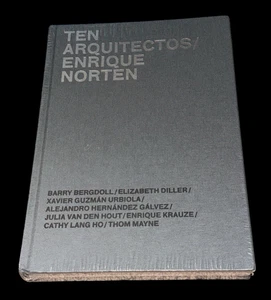 TEN
ARQUITECTOS/
ENRIQUE
NORTEN
BARRY BERGDOLL/ELIZABETH DILLER/
XAVIER GUZMÁN URBIOLA/
ALEJANDRO HERNÁNDEZ GÁLVEZ/
JULIA VAN DEN HOUT/ENRIQUE KRAUZE/
CATHY LANG HO/THOM MAYNE